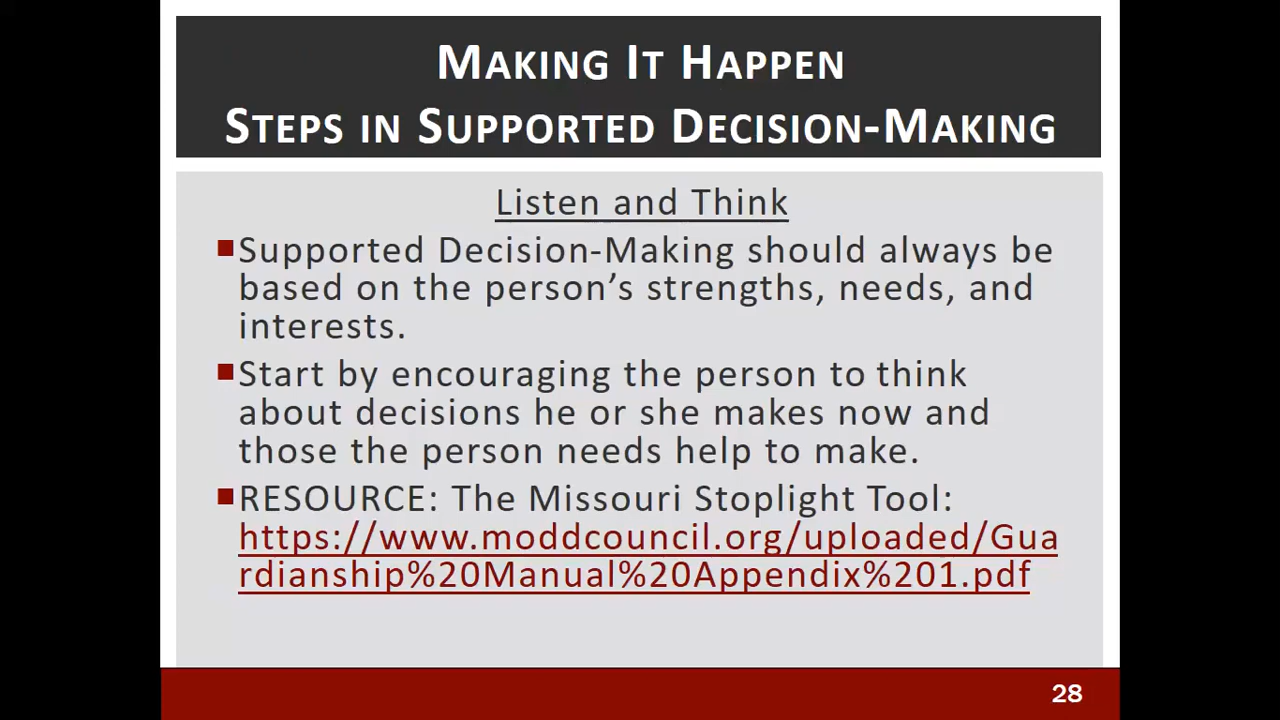 MAKING IT HAPPEN
STEPS IN SUPPORTED DECISION-MAKING
Listen and Think
Supported Decision-Making should always be
based on the person’s strengths, needs, and
interests.
Start by encouraging the person to think
about decisions he or she makes now and
those the person needs help to make.
RESOURCE: The Missouri Stoplight Tool:
https://www.moddcouncil.org/uploaded/Gua
rdianship%20Manual%20Appendix%201.pdf
28